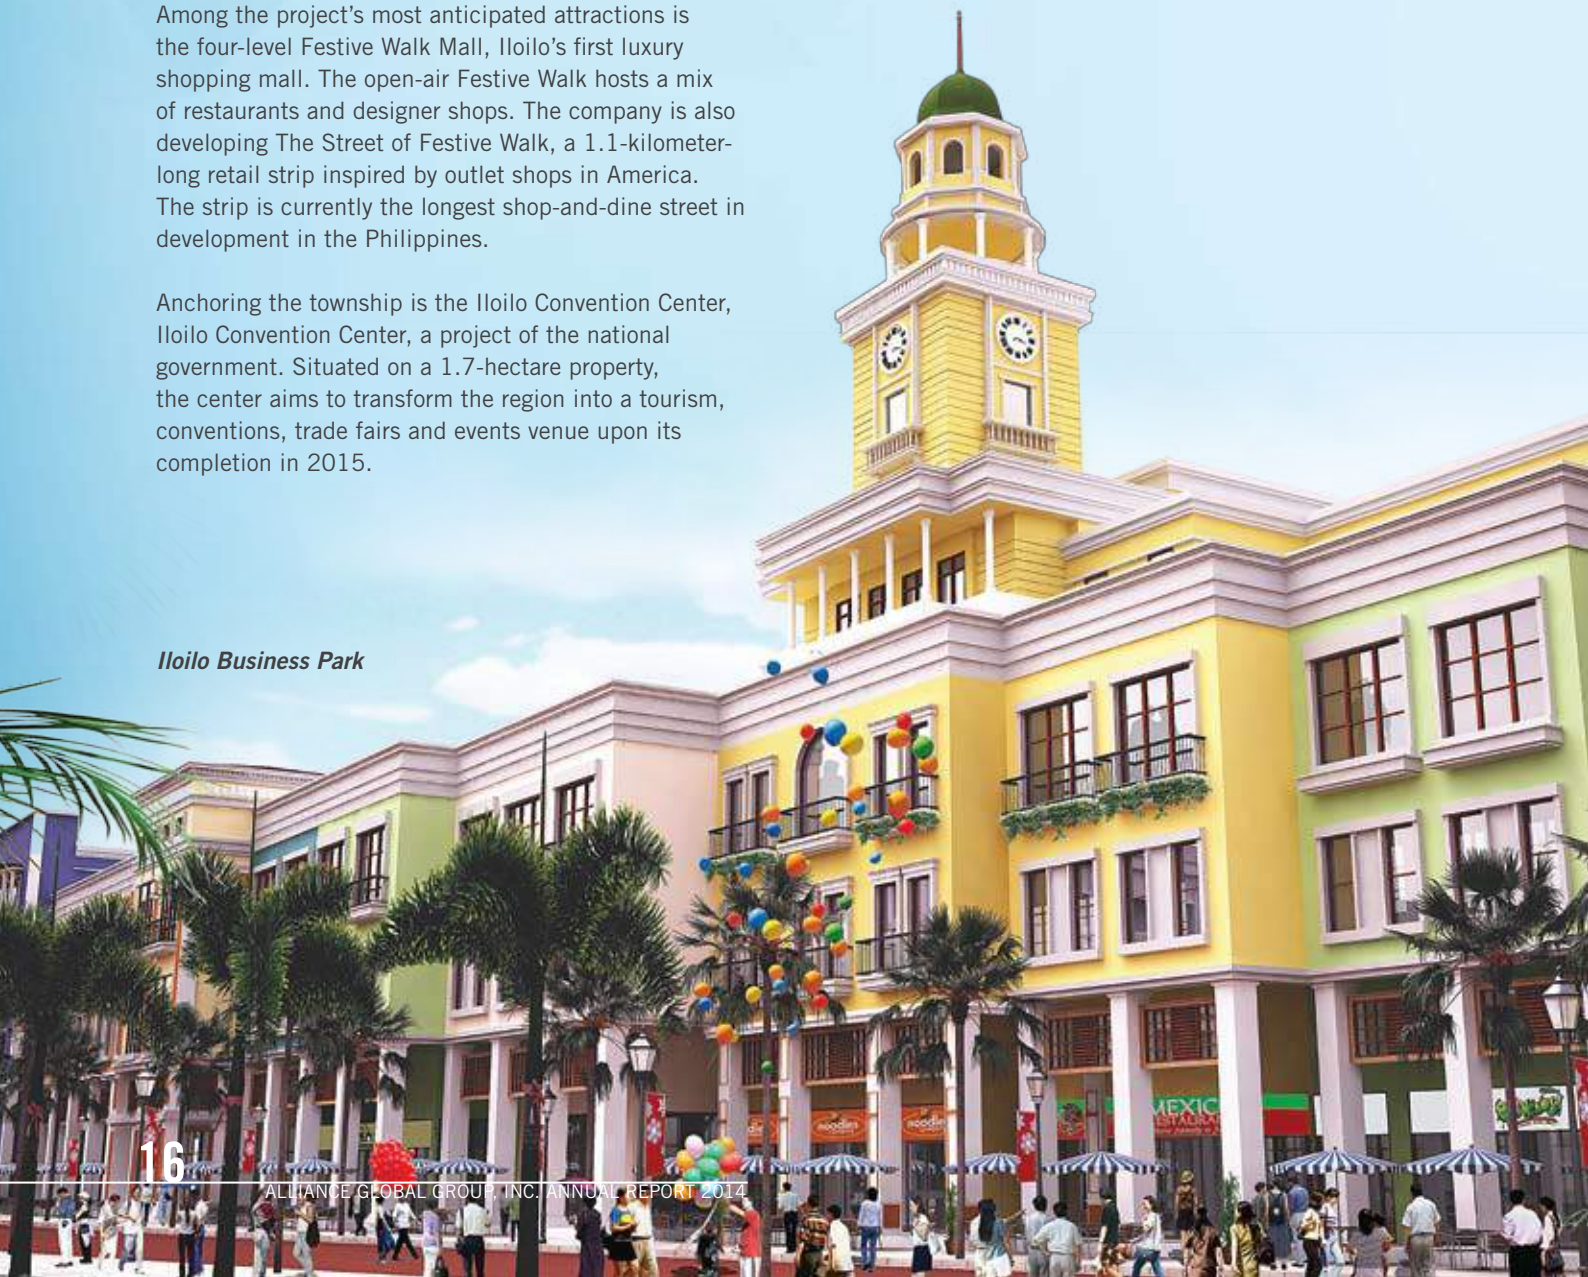 Among the project’s most anticipated attractions is
the four-level Festive Walk Mall, Iloilo’s first luxury
shopping mall. The open-air Festive Walk hosts a mix
of restaurants and designer shops. The company is also
developing The Street of Festive Walk, a 1.1-kilometer-
long retail strip inspired by outlet shops in America.
The strip is currently the longest shop-and-dine street in
development in the Philippines.
Anchoring the township is the Iloilo Convention Center,
Iloilo Convention Center, a project of the national
government. Situated on a 1.7-hectare property,
the center aims to transform the region into a tourism,
conventions, trade fairs and events venue upon its
completion in 2015.
Iloilo Business Park
noodles
16
ALLIANCE GLOBAL GROUP, INC. ANNUAL REPORT 2014